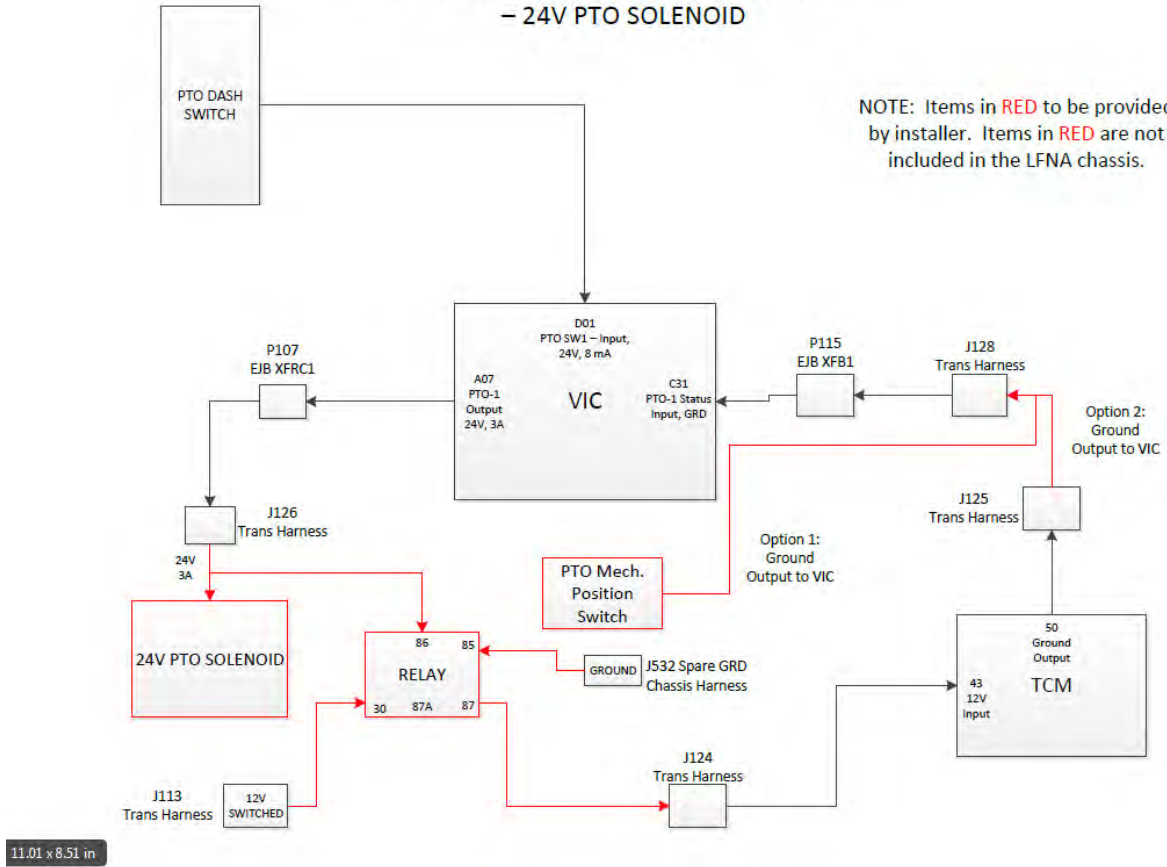 – 24V PTO SOLENOID
PTO DASH
SWITCH
NOTE: Items in RED to be provided
by installer. Items in RED are not
included in the LFNA chassis.
D01
PTO SW1 – Input,
24V, 8 mA
A07
PTO-1
Output
24V, 3A
VIC
C31
PTO-1 Status
Input, GRD
P107
EJB XFRC1
P115
EJB XFB1
J128
Trans Harness
Option 2:
Ground
Output to VIC
J126
Trans Harness
J125
Trans Harness
24V
3A
Option 1:
Ground
Output to VIC
PTO Mech.
Position
Switch
24V PTO SOLENOID
86
85
RELAY
30
87A
87
GROUND
J532 Spare GRD
Chassis Harness
50
Ground
Output
43
12V
Input
TCM
J124
Trans Harness
J113
Trans Harness
12V
SWITCHED
11.01 x 8.51 in